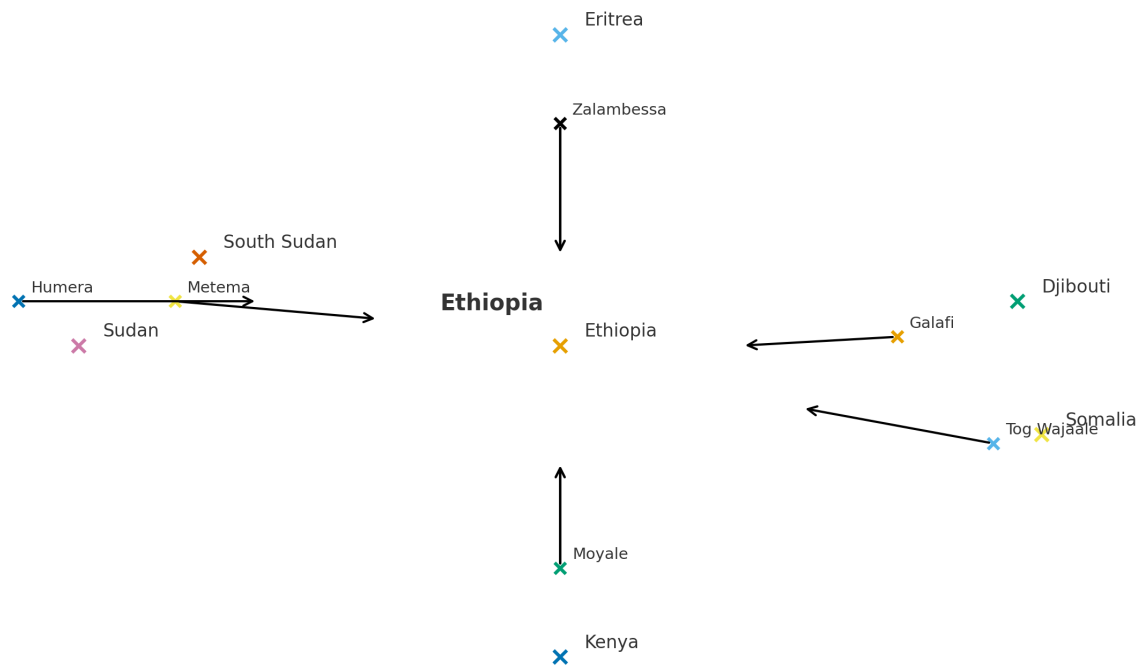 Eritrea
Zalambessa
South Sudan
Humera
Metema
Djibouti
Ethiopia
Galafi
Sudan
Ethiopia
Somalia
Tog Wajaale
Moyale
Kenya